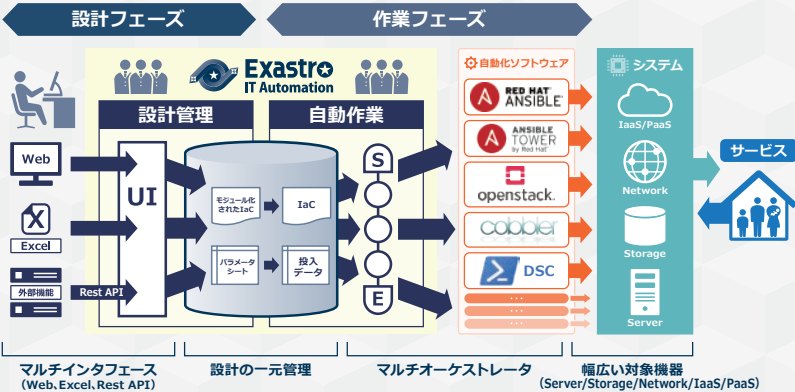 設計フェーズ
作業フェーズ
Exastro
IT Automation
設計管理
自動作業
自動化ソフトウェア
システム
Web
Excel
外部機能
Rest API
UI
モジュール化
されたIaC
IaC
パラメータ
シート
投入
データ
S
E
RED HAT
ANSIBLE
ANSIBLE
TOWER
by Red Hat
openstack.
cobbler
DSC
...
...
...
IaaS/PaaS
Network
Storage
Server
サービス
マルチインタフェース
(Web、Excel、Rest API)
設計の一元管理
マルチオーケストレータ
幅広い対象機器
(Server/Storage/Network/IaaS/PaaS)